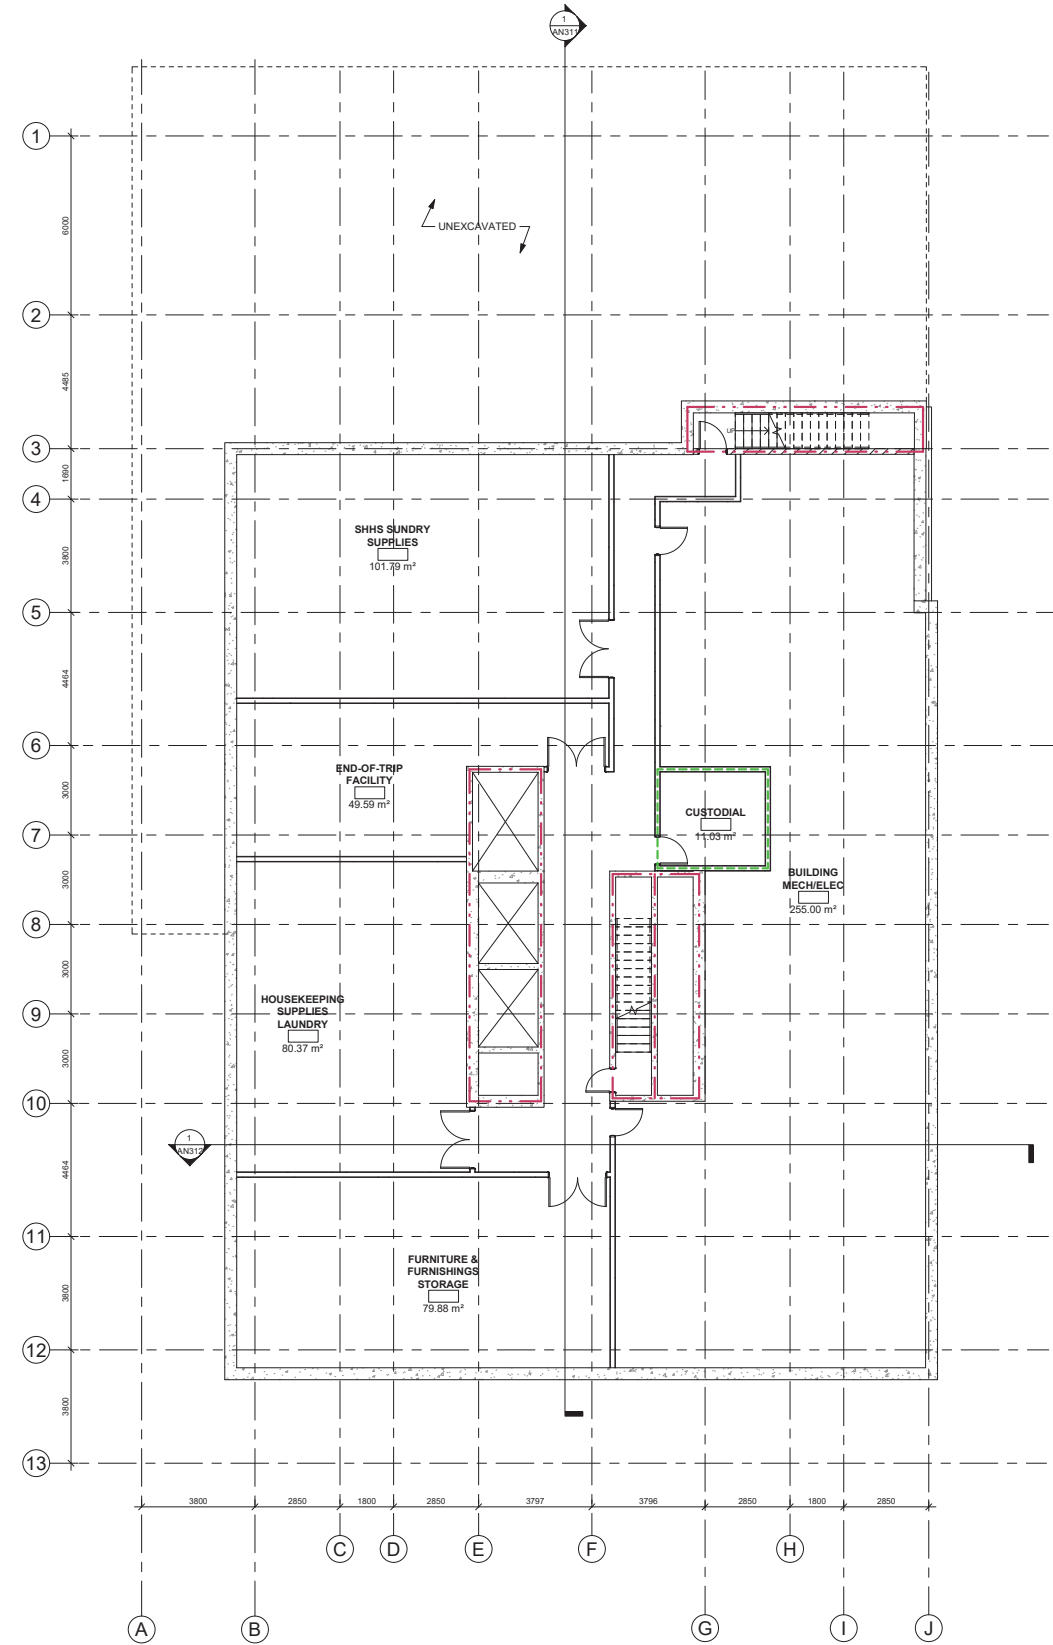 1
AN311
1
6000
UNEXCAVATED
2
4485
UP
3
1690
4
SHHS SUNDRY
SUPPLIES
101.79 m²
3800
5
4464
6
END-OF-TRIP
FACILITY
49.59 m²
3000
CUSTODIAL
11.03 m²
7
3000
BUILDING
MECH/ELEC
255.00 m²
8
3000
HOUSEKEEPING
SUPPLIES
LAUNDRY
80.37 m²
9
3000
10
1
AN312
4464
11
FURNITURE &
FURNISHINGS
STORAGE
79.88 m²
3800
12
3800
13
3800 2850 1800 2850 3797 3796 2850 1800 2850
C D E F H
A B G I J